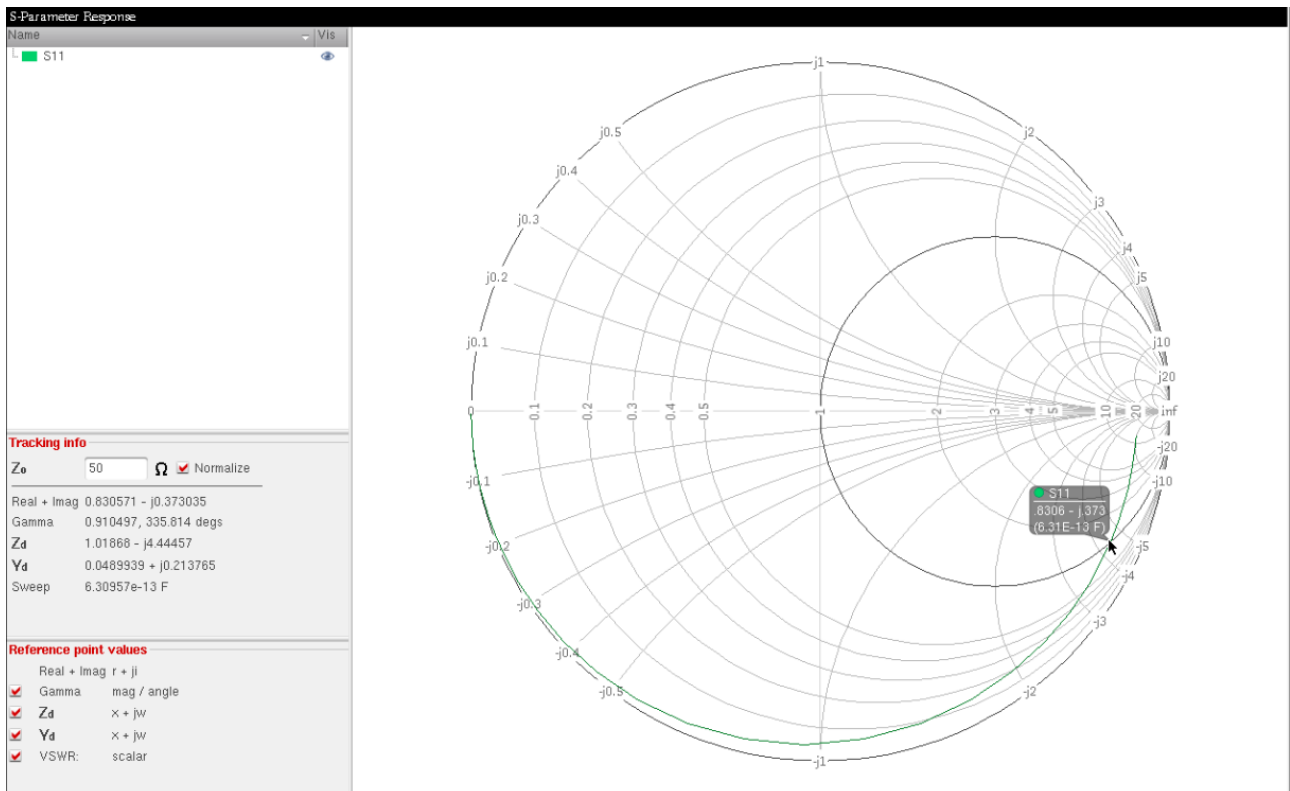 S-Parameter Response
Name Vis
S11
Tracking info
Zo 50 Ω Normalize
Real + Imag 0.830571 - j0.373035
Gamma 0.910497, 335.814 degs
Zd 1.01868 - j4.44457
Yd 0.0489939 + j0.213765
Sweep 6.30957e-13 F
Reference point values
Real + Imag r + ji
Gamma mag / angle
Zd x + jw
Yd x + jw
VSWR: scalar
j1
j0.5 j2
j0.4
j3
j0.3
j4
j0.2 j5
j0.1 j10
j20
0 0.1 0.2 0.3 0.4 0.5 1 2 3 4 5 10 20 inf
-j20
-j0.1 -j10
S11
.8306 - j.373
(6.31E-13 F)
-j0.2 -j5
-j4
-j0.3
-j3
-j0.4
-j0.5 -j2
-j1